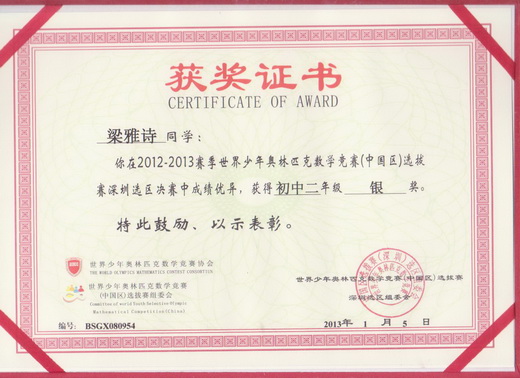 获奖证书
CERTIFICATE OF AWARD
梁雅诗 同学：
你在2012-2013赛季世界少年奥林匹克数学竞赛(中国区)选拔
赛深圳选区决赛中成绩优异，获得 初中二年级 银 奖。
特此鼓励、以示表彰。
世界少年奥林匹克数学竞赛协会
THE WORLD OLYMPICS MATHEMATICS CONTEST CONSORTIUM
世界少年奥林匹克数学竞赛
(中国区)选拔赛组委会
Committee of world Youth Selective Olympic
Mathematical Competition(China)
世界少年奥林匹克数学竞赛(中国区)选拔赛
深圳选区组委会
编号: BSGX080954
2013年 1 月 5 日